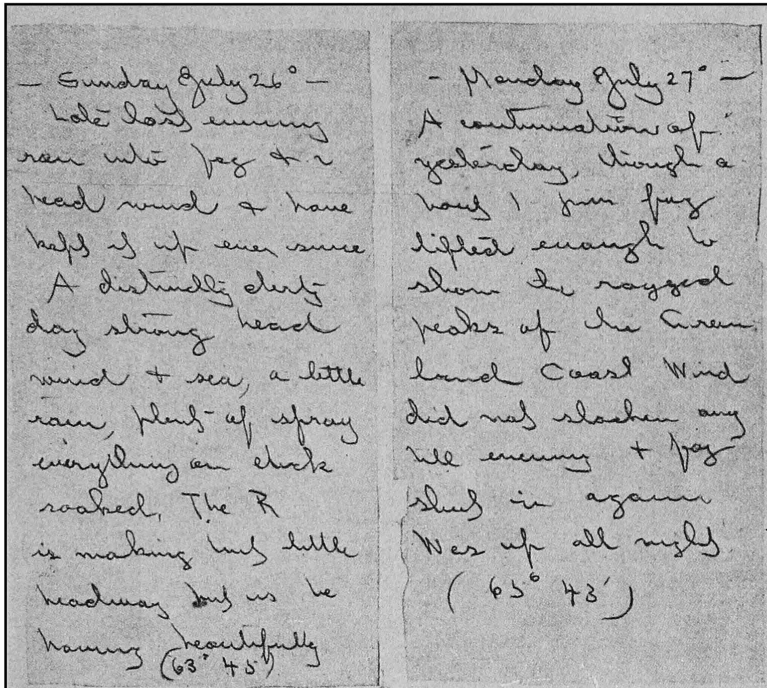 — Sunday July 26° —
Late last evening
ran into fog &
head wind & have
kept it up ever since
A distinctly dirty
day strong head
wind & sea, a little
rain, plenty of spray
everything on deck
soaked, The R
is making but little
headway but is be
having beautifully
(63° 45')
— Monday July 27° —
A continuation of
yesterday, though a
bout 1 pm fog
lifted enough to
show the ragged
peaks of the Green
land Coast Wind
did not slacken any
till evening & fog
shut in again
Was up all night
(65° 43')